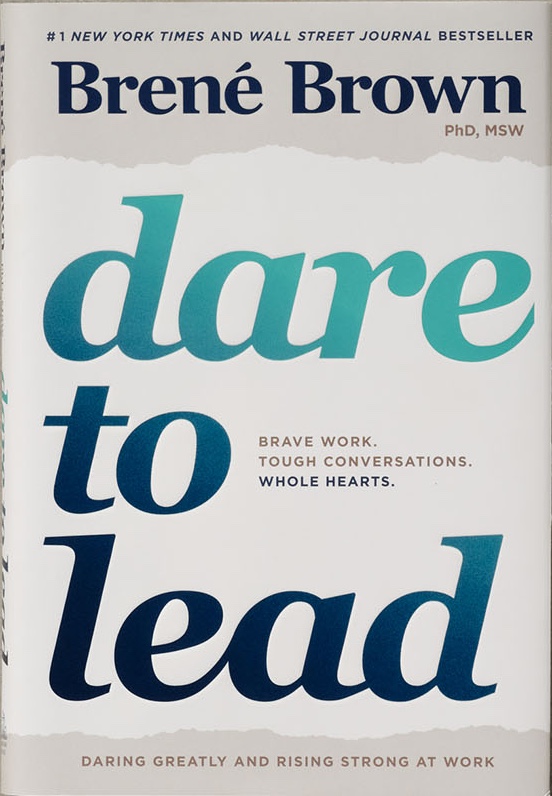 #1 NEW YORK TIMES AND WALL STREET JOURNAL BESTSELLER
Brené Brown
PhD, MSW
dare
to
BRAVE WORK.
TOUGH CONVERSATIONS.
WHOLE HEARTS.
lead
DARING GREATLY AND RISING STRONG AT WORK